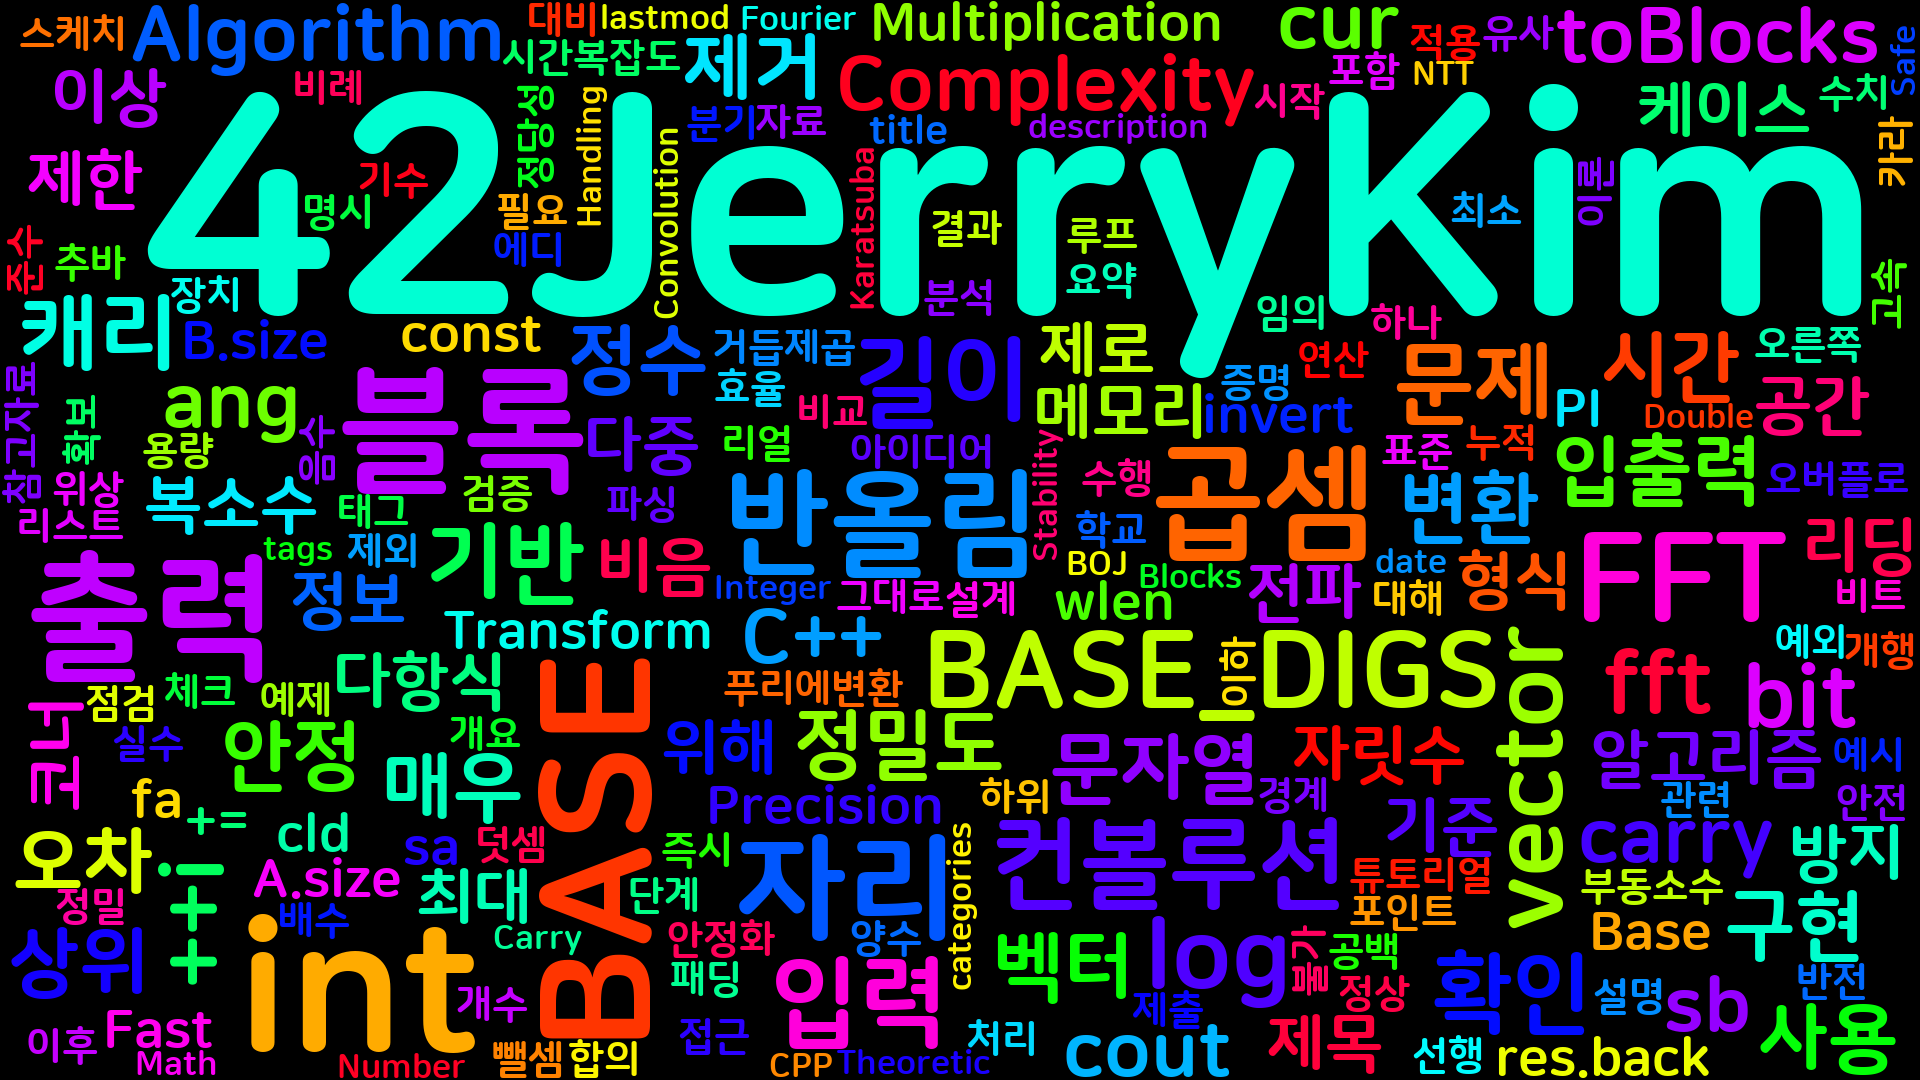 스케치 Algorithm 대비 lastmod Fourier Multiplication cur 적용 유사 toBlocks Safe
이상 비례 시간복잡도 제거 Complexity 시작 포함 NTT 케이스 수치
42JerryKim
제한 기수 명시 정당성 Handling 필요 에디 Convolution 분기 자료 title description
Karatsuba 결과 루프 요약 분석 최소 이론 카라
준수 추바 장치 임의 하나 고속
캐리 B.size const 정수 거듭제곱 효율 길이 제로 연산 문제 시간 오른쪽
참고자료 확보 ang 용량 음수 블록 다중 비교 리얼 아이디어 메모리 증명 invert PI Double 공간
위상 리스트 복소수 태그 검증 파싱 반올림 Stability 수행 곱셈 표준 누적 변환 입출력 오버플로
tags 제외 기반 비음 학교 BOJ Blocks date FFT 리딩
출력 정보 Integer 그대로 설계 wlen 전파 대해 형식 비트
Transform C++ BASE_DIGS 이하 vector 예외 개행
점검 체크 예제 다항식 BASE 푸리에변환 fft bit
코너 실수 안정 개요 위해 정밀도 문자열 자릿수 알고리즘 예시
fa += 매우 Precision 하위 경계 기준 관련 안전
오차 .- cld sa 덧셈 즉시 자리 categories 컨볼루션 carry 방지
정밀 ++ A.size 최대 단계 튜토리얼 부동소수
배수 Carry 안정화 양수 포인트 Base 구현
상위 int 패딩 입력 벡터 log 불가 공백 확인 설명 반전
이후 Fast 개수 접근 제출 정상 sb 사용
Math Number 뺄셈 합의 CPP Theoretic 처리 cout 제목 선행 res.back